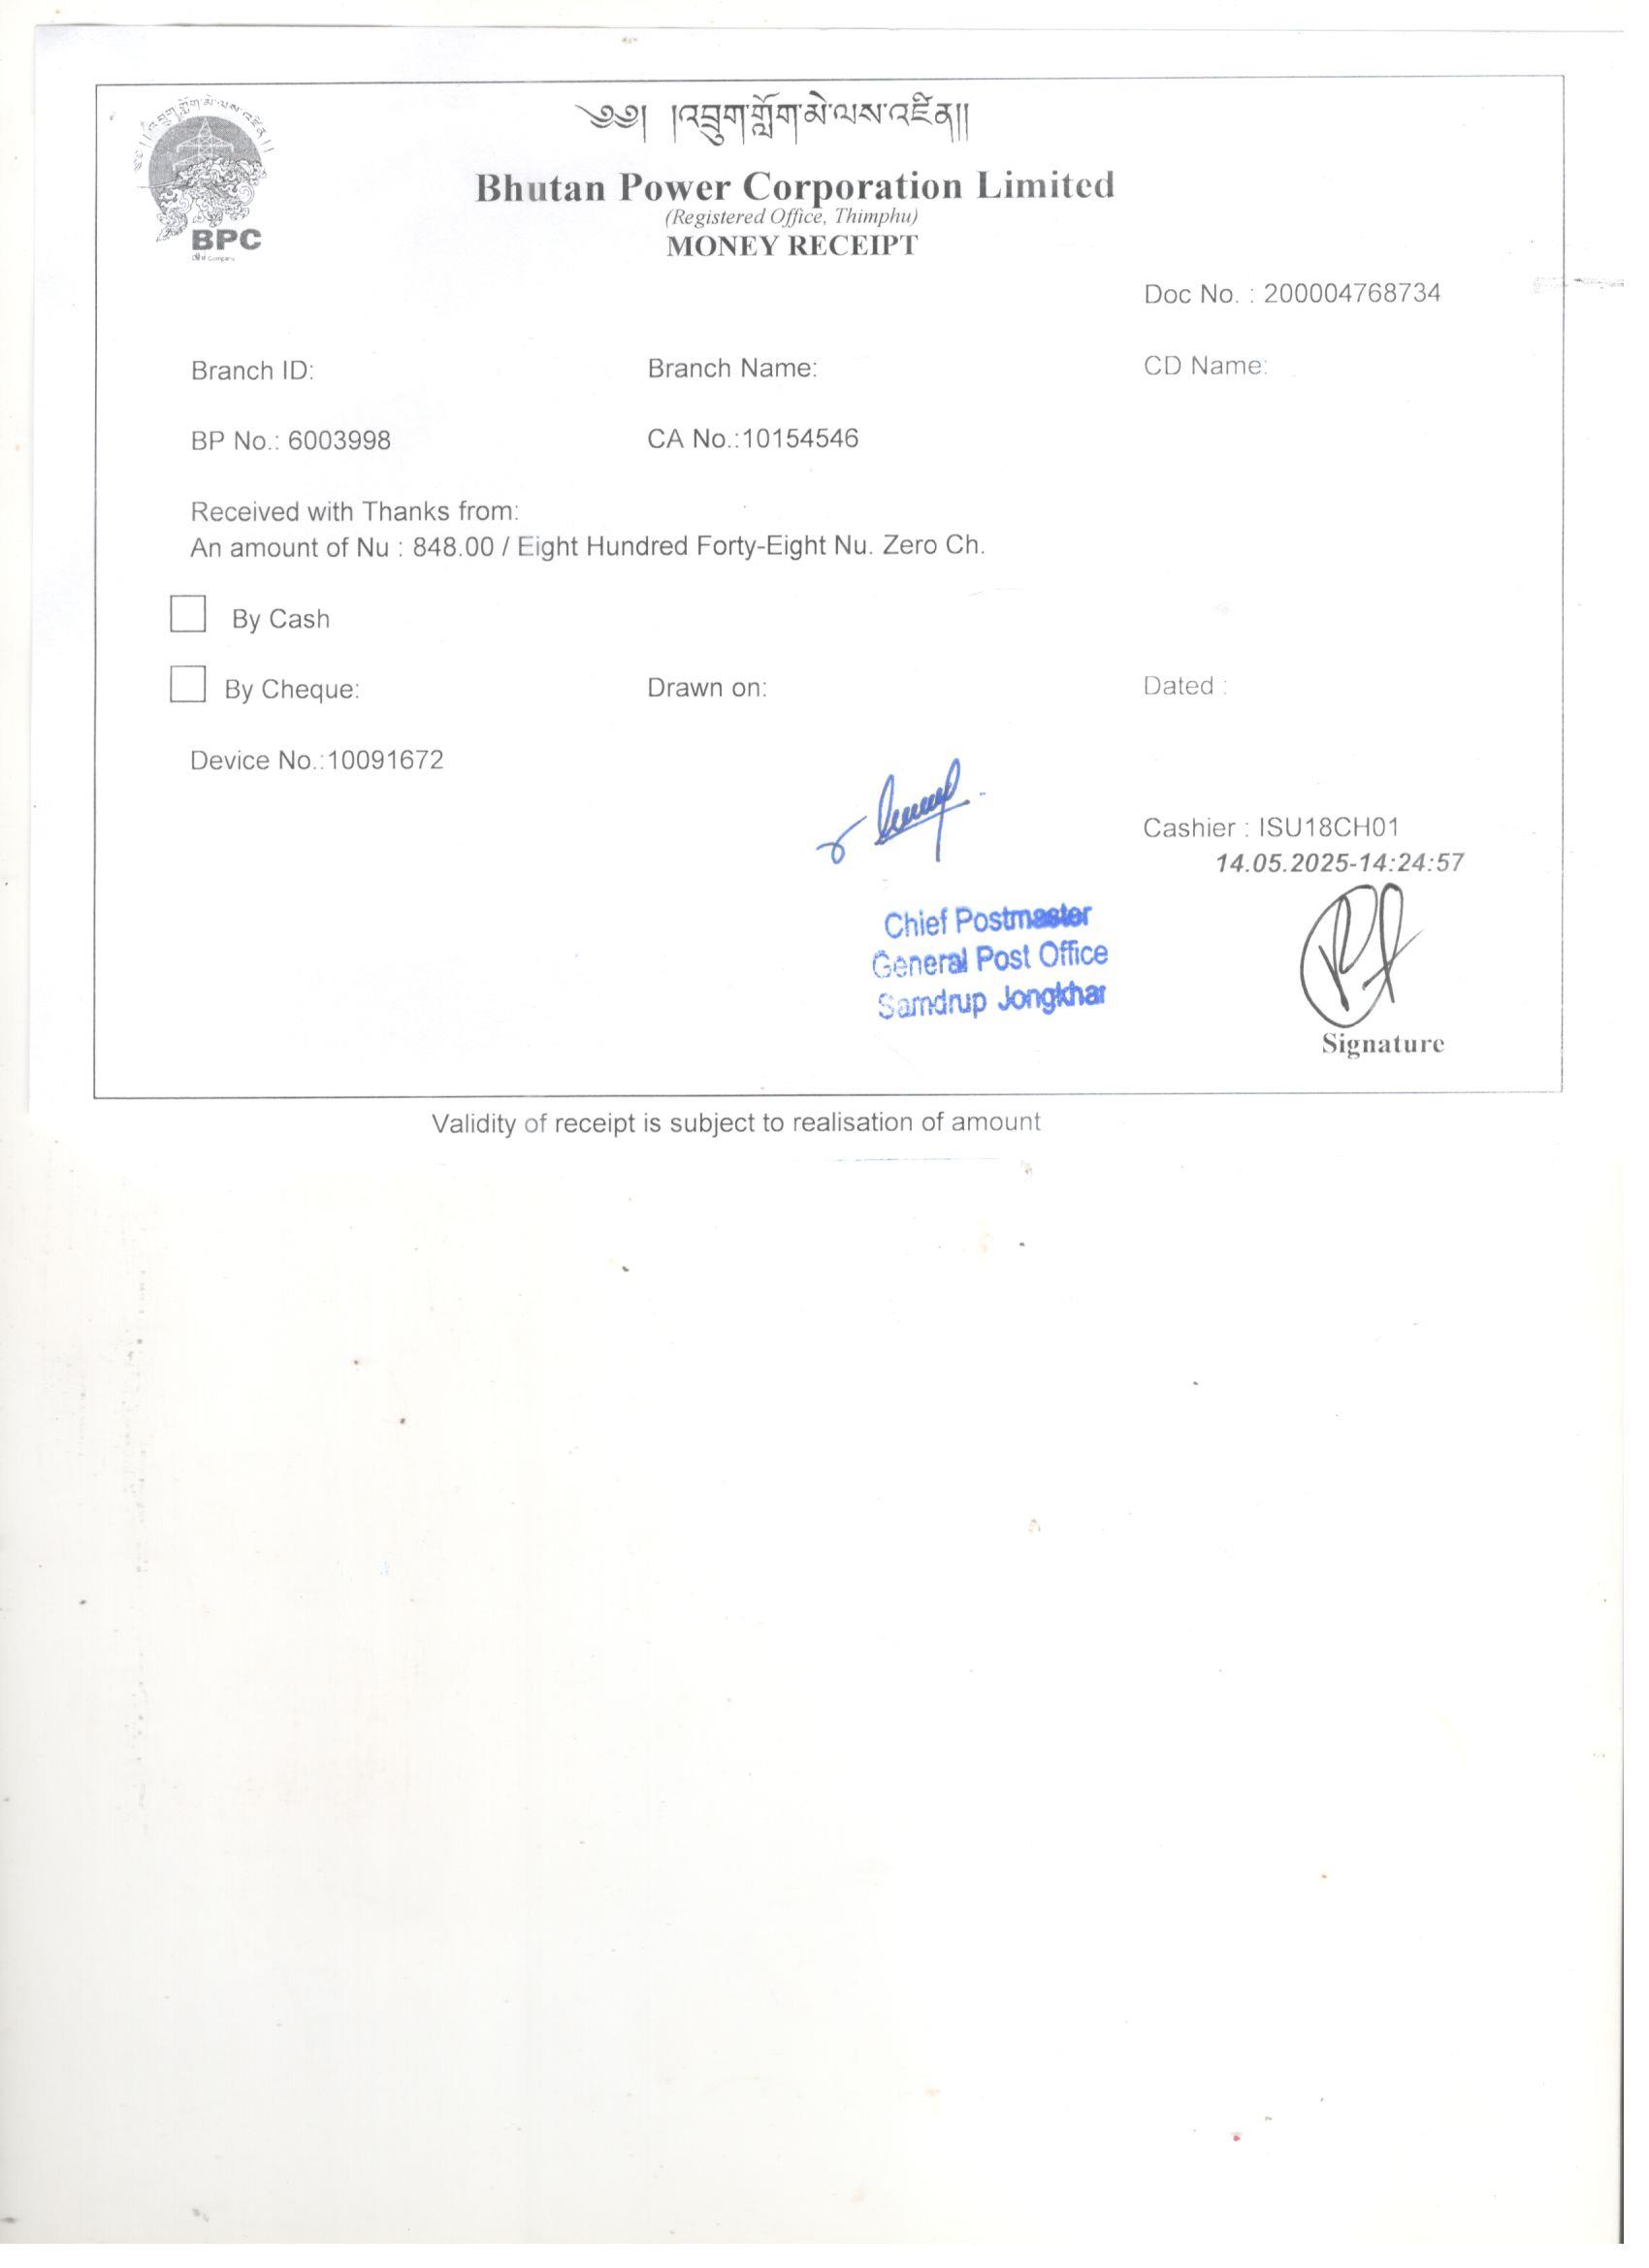 ༄༅། །འབྲུག་གློག་མེ་ལས་འཛིན།།
།།འབྲུག་གློག་མེ་ལས་འཛིན།།
BPC
Bhutan Power Corporation Limited
(Registered Office, Thimphu)
MONEY RECEIPT
Doc No. : 200004768734
Branch ID: Branch Name: CD Name:
BP No.: 6003998 CA No.:10154546
Received with Thanks from:
An amount of Nu : 848.00 / Eight Hundred Forty-Eight Nu. Zero Ch.
By Cash
By Cheque: Drawn on: Dated :
Device No.:10091672
Cashier : ISU18CH01
14.05.2025-14:24:57
Chief Postmaster
General Post Office
Samdrup Jongkhar
Signature
Validity of receipt is subject to realisation of amount